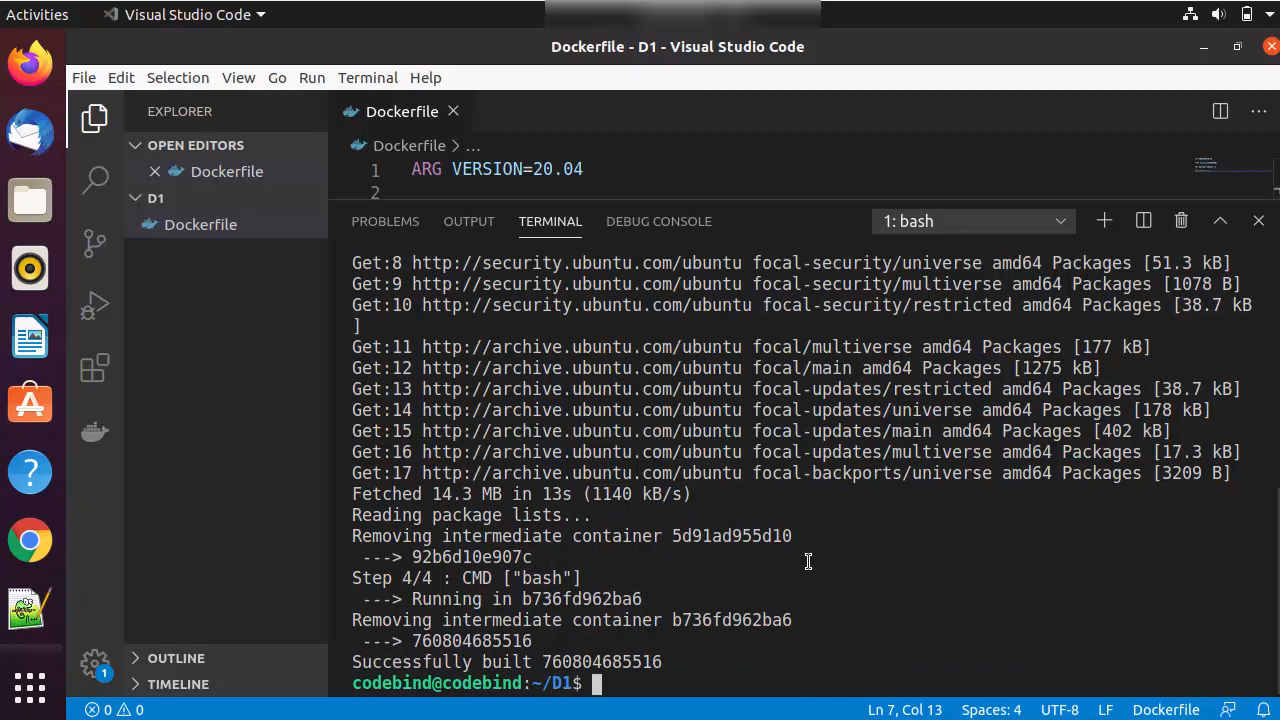 Activities
Visual Studio Code
Dockerfile - D1 - Visual Studio Code
File Edit Selection View Go Run Terminal Help
EXPLORER
OPEN EDITORS
Dockerfile
D1
Dockerfile
OUTLINE
TIMELINE
1
Dockerfile
Dockerfile > ...
1 ARG VERSION=20.04
2
PROBLEMS OUTPUT TERMINAL DEBUG CONSOLE
1: bash
Get:8 http://security.ubuntu.com/ubuntu focal-security/universe amd64 Packages [51.3 kB]
Get:9 http://security.ubuntu.com/ubuntu focal-security/multiverse amd64 Packages [1078 B]
Get:10 http://security.ubuntu.com/ubuntu focal-security/restricted amd64 Packages [38.7 kB
]
Get:11 http://archive.ubuntu.com/ubuntu focal/multiverse amd64 Packages [177 kB]
Get:12 http://archive.ubuntu.com/ubuntu focal/main amd64 Packages [1275 kB]
Get:13 http://archive.ubuntu.com/ubuntu focal-updates/restricted amd64 Packages [38.7 kB]
Get:14 http://archive.ubuntu.com/ubuntu focal-updates/universe amd64 Packages [178 kB]
Get:15 http://archive.ubuntu.com/ubuntu focal-updates/main amd64 Packages [402 kB]
Get:16 http://archive.ubuntu.com/ubuntu focal-updates/multiverse amd64 Packages [17.3 kB]
Get:17 http://archive.ubuntu.com/ubuntu focal-backports/universe amd64 Packages [3209 B]
Fetched 14.3 MB in 13s (1140 kB/s)
Reading package lists...
Removing intermediate container 5d91ad955d10
---> 92b6d10e907c
Step 4/4 : CMD ["bash"]
---> Running in b736fd962ba6
Removing intermediate container b736fd962ba6
---> 760804685516
Successfully built 760804685516
codebind@codebind:~/D1$
0 0
Ln 7, Col 13 Spaces: 4 UTF-8 LF Dockerfile